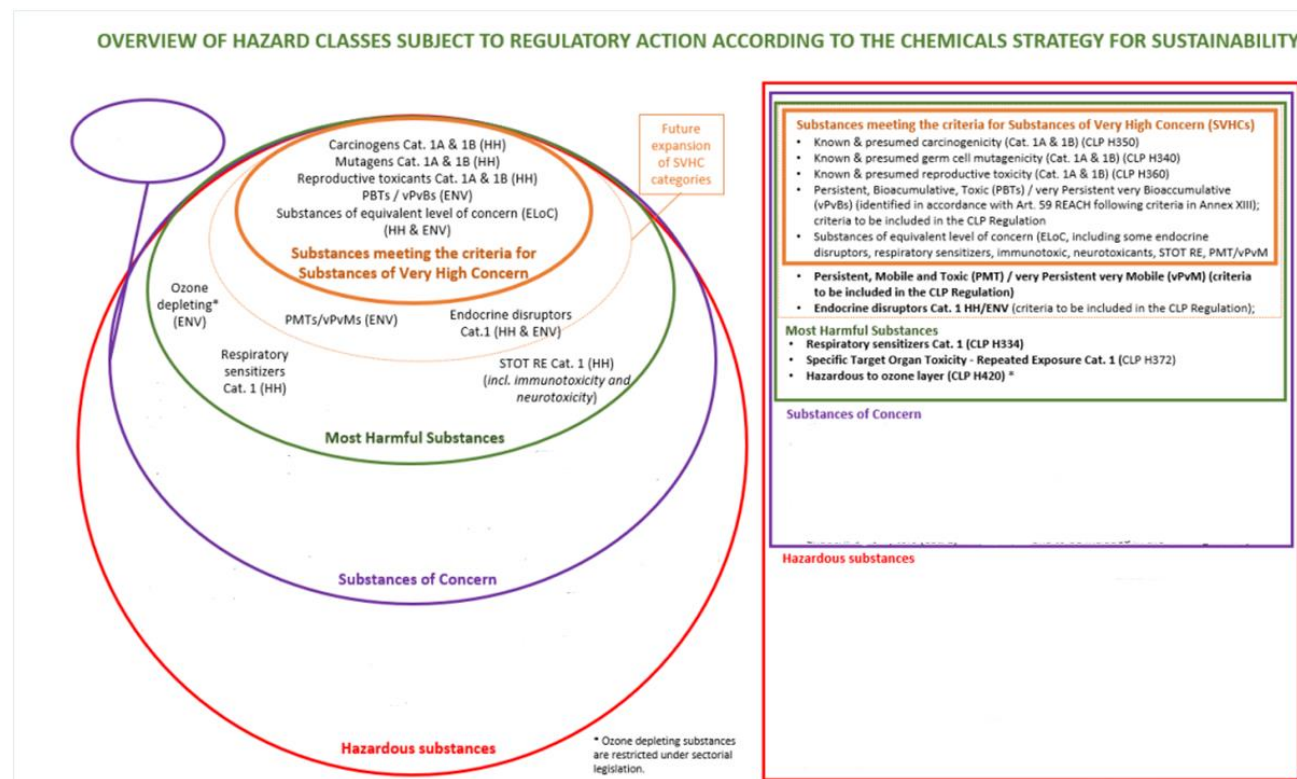 OVERVIEW OF HAZARD CLASSES SUBJECT TO REGULATORY ACTION ACCORDING TO THE CHEMICALS STRATEGY FOR SUSTAINABILITY
Carcinogens Cat. 1A & 1B (HH)
Mutagens Cat. 1A & 1B (HH)
Reproductive toxicants Cat. 1A & 1B (HH)
PBTs / vPvBs (ENV)
Substances of equivalent level of concern (ELoC)
(HH & ENV)
Substances meeting the criteria for
Substances of Very High Concern
Future
expansion
of SVHC
categories
Ozone
depleting*
(ENV)
PMTs/vPvMs (ENV)
Endocrine disruptors
Cat.1 (HH & ENV)
Respiratory
sensitizers
Cat. 1 (HH)
STOT RE Cat. 1 (HH)
(incl. immunotoxicity and
neurotoxicity)
Most Harmful Substances
Substances of Concern
Hazardous substances
* Ozone depleting substances
are restricted under sectorial
legislation.
Substances meeting the criteria for Substances of Very High Concern (SVHCs)
• Known & presumed carcinogenicity (Cat. 1A & 1B) (CLP H350)
• Known & presumed germ cell mutagenicity (Cat. 1A & 1B) (CLP H340)
• Known & presumed reproductive toxicity (Cat. 1A & 1B) (CLP H360)
• Persistent, Bioacumulative, Toxic (PBTs) / very Persistent very Bioaccumulative
(vPvBs) (identified in accordance with Art. 59 REACH following criteria in Annex XIII);
criteria to be included in the CLP Regulation
• Substances of equivalent level of concern (ELoC, including some endocrine
disruptors, respiratory sensitizers, immunotoxic, neurotoxicants, STOT RE, PMT/vPvM
• Persistent, Mobile and Toxic (PMT) / very Persistent very Mobile (vPvM) (criteria
to be included in the CLP Regulation)
• Endocrine disruptors Cat. 1 HH/ENV (criteria to be included in the CLP Regulation);
Most Harmful Substances
• Respiratory sensitizers Cat. 1 (CLP H334)
• Specific Target Organ Toxicity - Repeated Exposure Cat. 1 (CLP H372)
• Hazardous to ozone layer (CLP H420) *
Substances of Concern
Hazardous substances